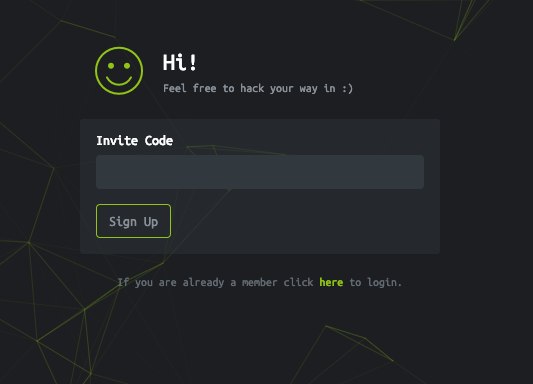 Hi!
Feel free to hack your way in :)
Invite Code
Sign Up
If you are already a member click here to login.